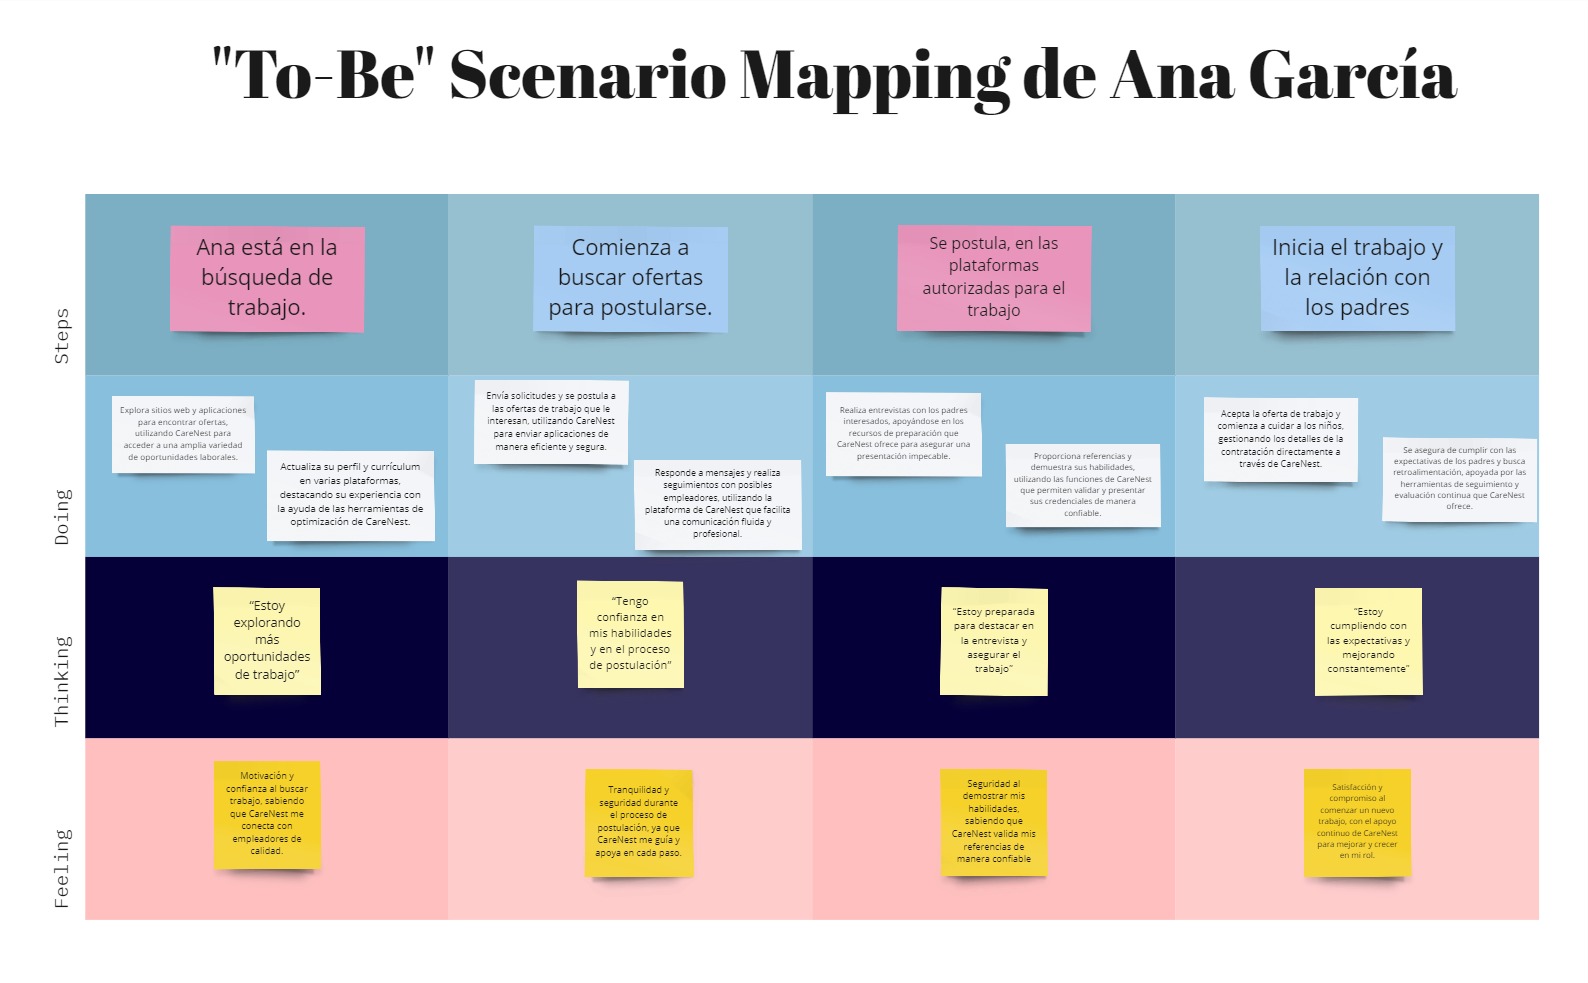 "To-Be" Scenario Mapping de Ana García
Steps
Ana está en la
búsqueda de
trabajo.
Comienza a
buscar ofertas
para postularse.
Se postula, en las
plataformas
autorizadas para el
trabajo
Inicia el trabajo y
la relación con
los padres
Doing
Explora sitios web y aplicaciones
para encontrar ofertas,
utilizando CareNest para
acceder a una amplia variedad
de oportunidades laborales.
Actualiza su perfil y currículum
en varias plataformas,
destacando su experiencia con
la ayuda de las herramientas de
optimización de CareNest.
Envía solicitudes y se postula a
las ofertas de trabajo que le
interesan, utilizando CareNest
para enviar aplicaciones de
manera eficiente y segura.
Responde a mensajes y realiza
seguimientos con posibles
empleadores, utilizando la
plataforma de CareNest que facilita
una comunicación fluida y
profesional.
Realiza entrevistas con los padres
interesados, apoyándose en los
recursos de preparación que
CareNest ofrece para asegurar una
presentación impecable.
Proporciona referencias y
demuestra sus habilidades,
utilizando las funciones de CareNest
que permiten validar y presentar
sus credenciales de manera
confiable.
Acepta la oferta de trabajo y
comienza a cuidar a los niños,
gestionando los detalles de la
contratación directamente a
través de CareNest.
Se asegura de cumplir con las
expectativas de los padres y busca
retroalimentación, apoyada por las
herramientas de seguimiento y
evaluación continua que CareNest
ofrece.
Thinking
“Estoy
explorando
más
oportunidades
de trabajo”
“Tengo
confianza en
mis habilidades
y en el proceso
de postulación”
“Estoy preparada
para destacar en
la entrevista y
asegurar el
trabajo”
“Estoy
cumpliendo con
las expectativas y
mejorando
constantemente”
Feeling
Motivación y
confianza al buscar
trabajo, sabiendo
que CareNest me
conecta con
empleadores de
calidad.
Tranquilidad y
seguridad durante
el proceso de
postulación, ya que
CareNest me guía y
apoya en cada paso.
Seguridad al
demostrar mis
habilidades,
sabiendo que
CareNest valida mis
referencias de
manera confiable
Satisfacción y
compromiso al
comenzar un nuevo
trabajo, con el apoyo
continuo de CareNest
para mejorar y crecer
en mi rol.